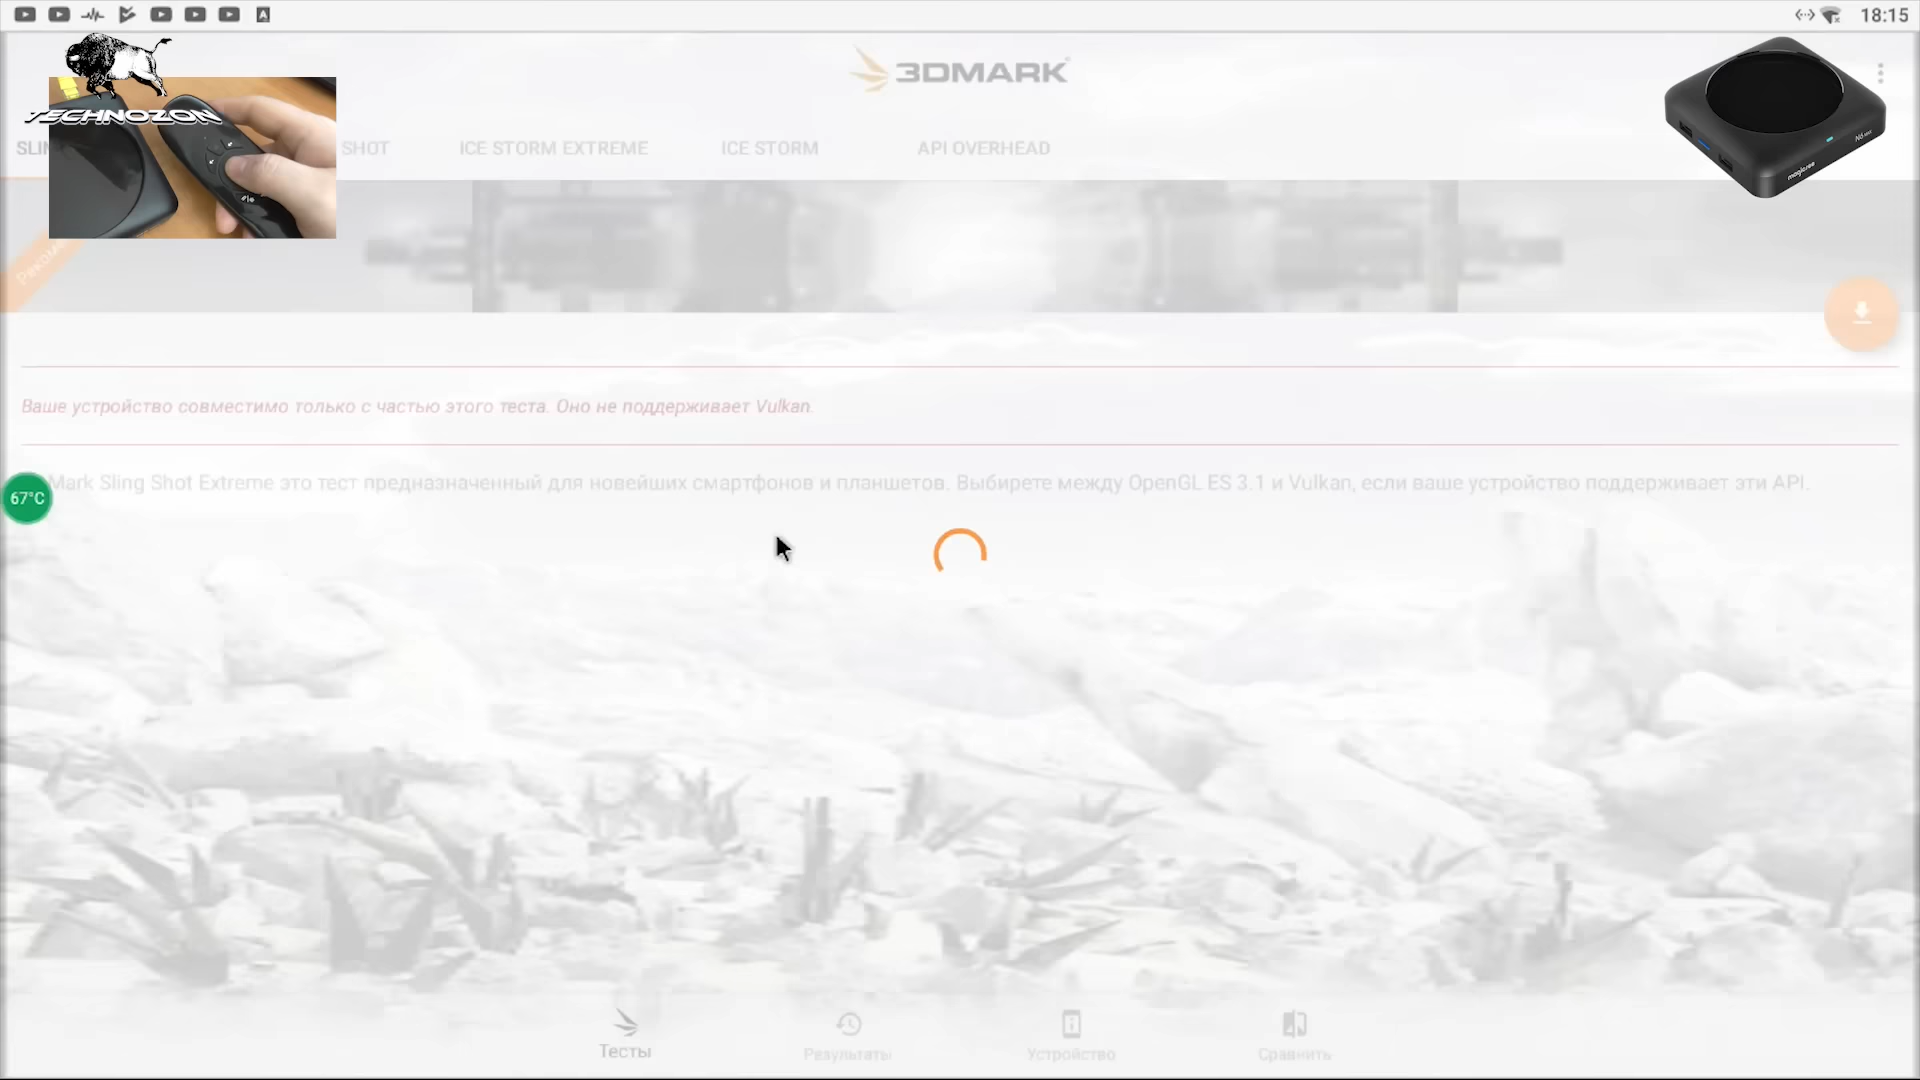 18:15
TECHNOZON
3DMARK
SHOT
ICE STORM EXTREME
ICE STORM
API OVERHEAD
magicsee
Ваше устройство совместимо только с частью этого теста. Оно не поддерживает Vulkan.
67°C
Mark Sling Shot Extreme это тест предназначенный для новейших смартфонов и планшетов. Выбирете между OpenGL ES 3.1 и Vulkan, если ваше устройство поддерживает эти API.
Тесты
Результаты
Устройство
Сравнить